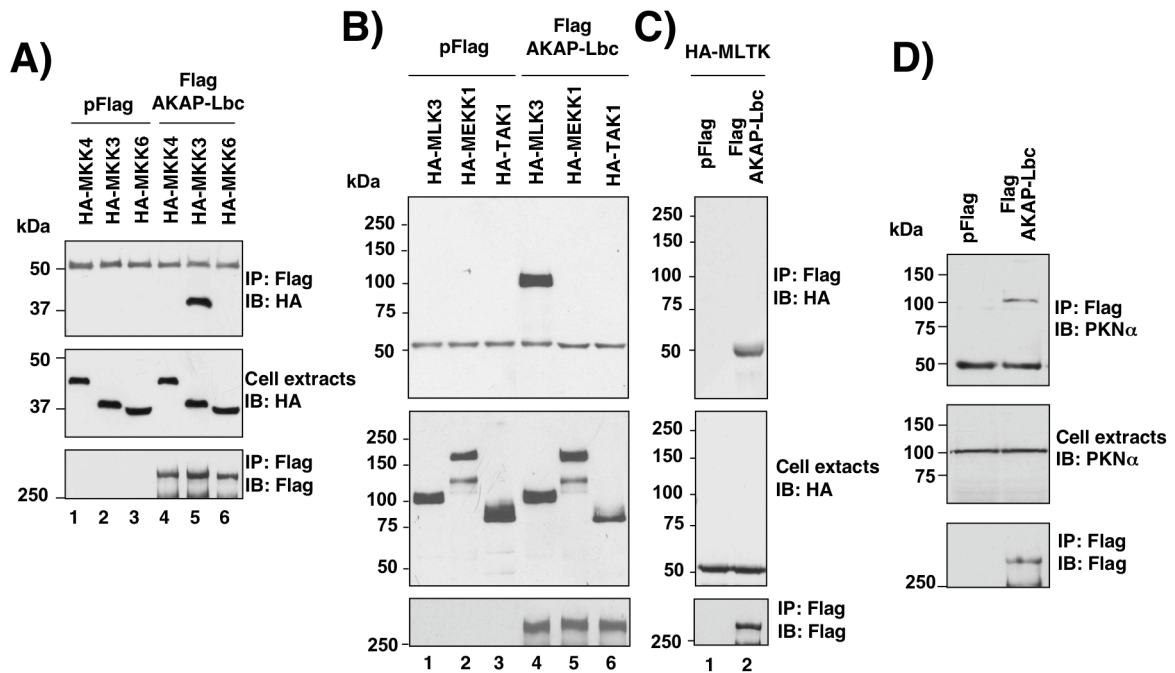 A)
Flag
pFlag AKAP-Lbc
HA-MKK4
HA-MKK3
HA-MKK6
HA-MKK4
HA-MKK3
HA-MKK6
kDa
50
37
IP: Flag
IB: HA
50
37
Cell extracts
IB: HA
250
IP: Flag
IB: Flag
1 2 3 4 5 6
B)
Flag
pFlag AKAP-Lbc
HA-MLK3
HA-MEKK1
HA-TAK1
HA-MLK3
HA-MEKK1
HA-TAK1
kDa
250
150
100
75
50
250
150
100
75
50
250
1 2 3 4 5 6
C)
HA-MLTK
pFlag
Flag
AKAP-Lbc
250
150
100
75
50
IP: Flag
IB: HA
250
150
100
75
50
Cell extacts
IB: HA
250
IP: Flag
IB: Flag
1 2
D)
pFlag
Flag
AKAP-Lbc
kDa
150
100
75
50
IP: Flag
IB: PKNα
150
100
75
Cell extracts
IB: PKNα
250
IP: Flag
IB: Flag